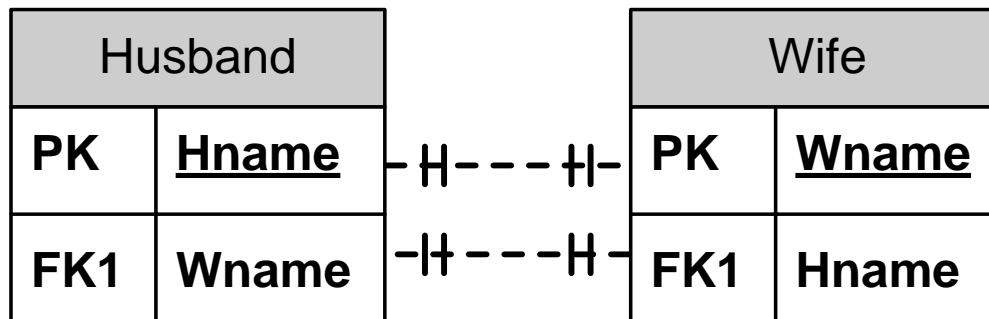 Husband
PK Hname
FK1 Wname
Wife
PK Wname
FK1 Hname